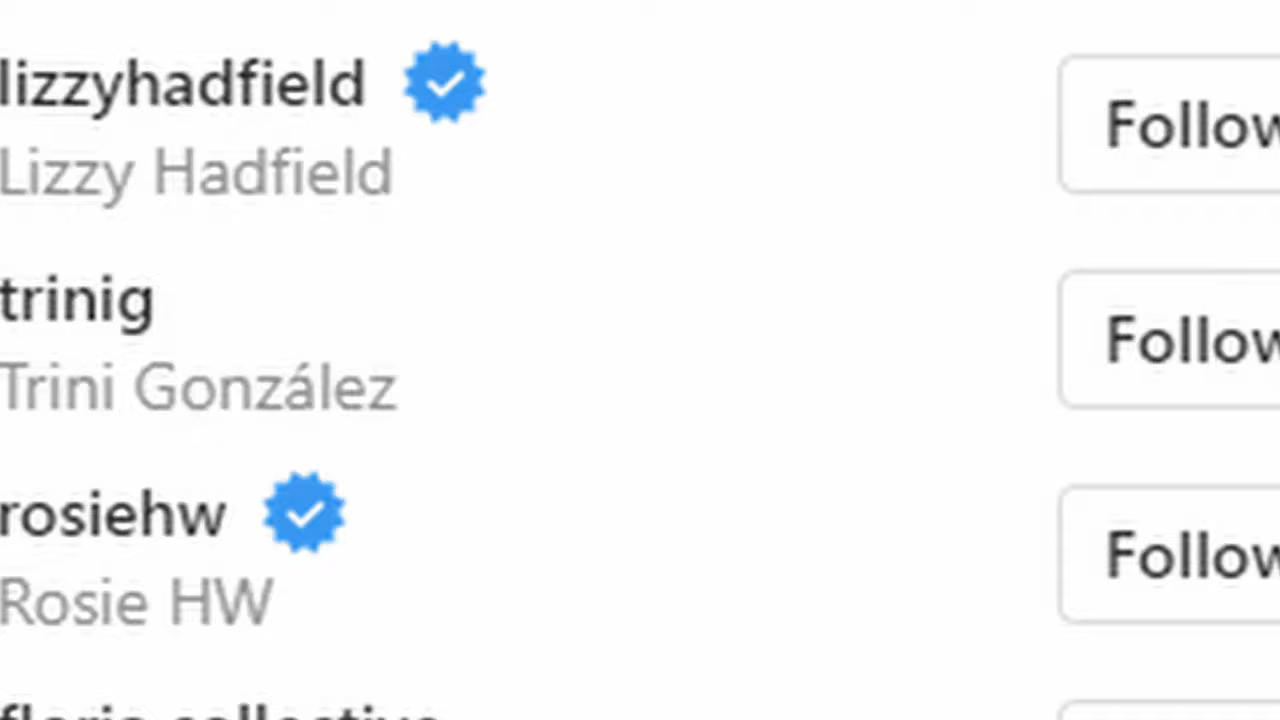 lizzyhadfield
Follow
Lizzy Hadfield
trinig
Follow
Trini González
rosiehw
Follow
Rosie HW